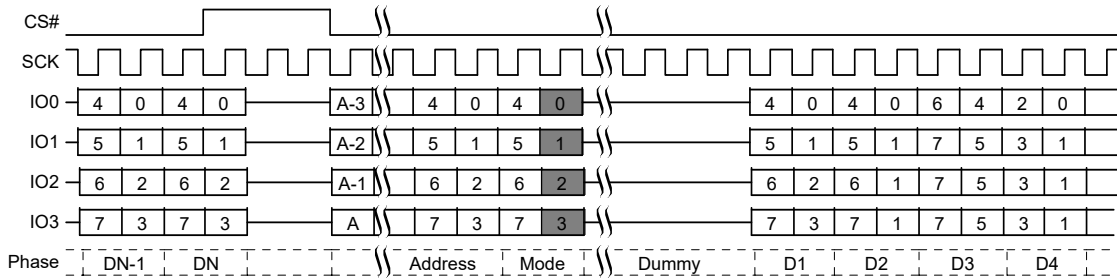 CS#
SCK
IO0 4 0 4 0 A-3 4 0 4 0 4 0 4 0 6 4 2 0
IO1 5 1 5 1 A-2 5 1 5 1 5 1 5 1 7 5 3 1
IO2 6 2 6 2 A-1 6 2 6 2 6 2 6 1 7 5 3 1
IO3 7 3 7 3 A 7 3 7 3 7 3 7 1 7 5 3 1
Phase DN-1 DN Address Mode Dummy D1 D2 D3 D4